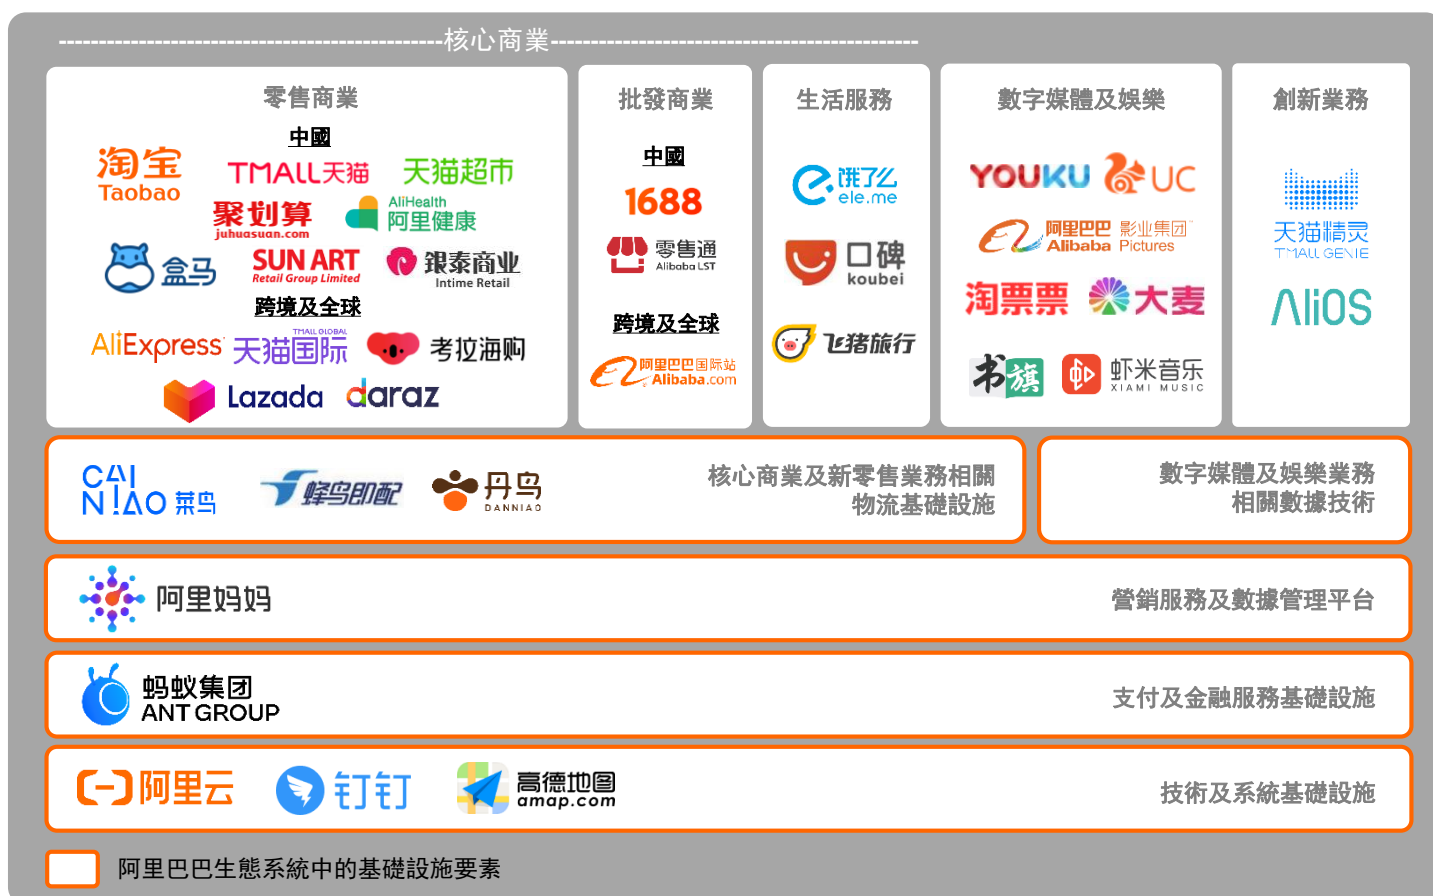 核心商業
零售商業
中國
淘宝
Taobao
TMALL天猫
天猫超市
聚划算
juhuasuan.com
AliHealth
阿里健康
盒马
SUN ART
Retail Group Limited
銀泰商业
Intime Retail
跨境及全球
AliExpress
TMALL GLOBAL
天猫国际
考拉海购
Lazada
daraz
批發商業
中國
1688
零售通
Alibaba LST
跨境及全球
阿里巴巴国际站
Alibaba.com
生活服務
饿了么
ele.me
口碑
koubei
飞猪旅行
數字媒體及娛樂
YOUKU
UC
阿里巴巴 影业集团
Alibaba Pictures
淘票票
大麦
书旗
虾米音乐
XIAMI MUSIC
創新業務
天猫精灵
TMALL GENIE
AliOS
CAI
NIAO 菜鸟
蜂鸟即配
丹鸟
DANNIAO
核心商業及新零售業務相關
物流基礎設施
數字媒體及娛樂業務
相關數據技術
阿里妈妈
營銷服務及數據管理平台
蚂蚁集团
ANT GROUP
支付及金融服務基礎設施
阿里云
钉钉
高德地图
amap.com
技術及系統基礎設施
阿里巴巴生態系統中的基礎設施要素